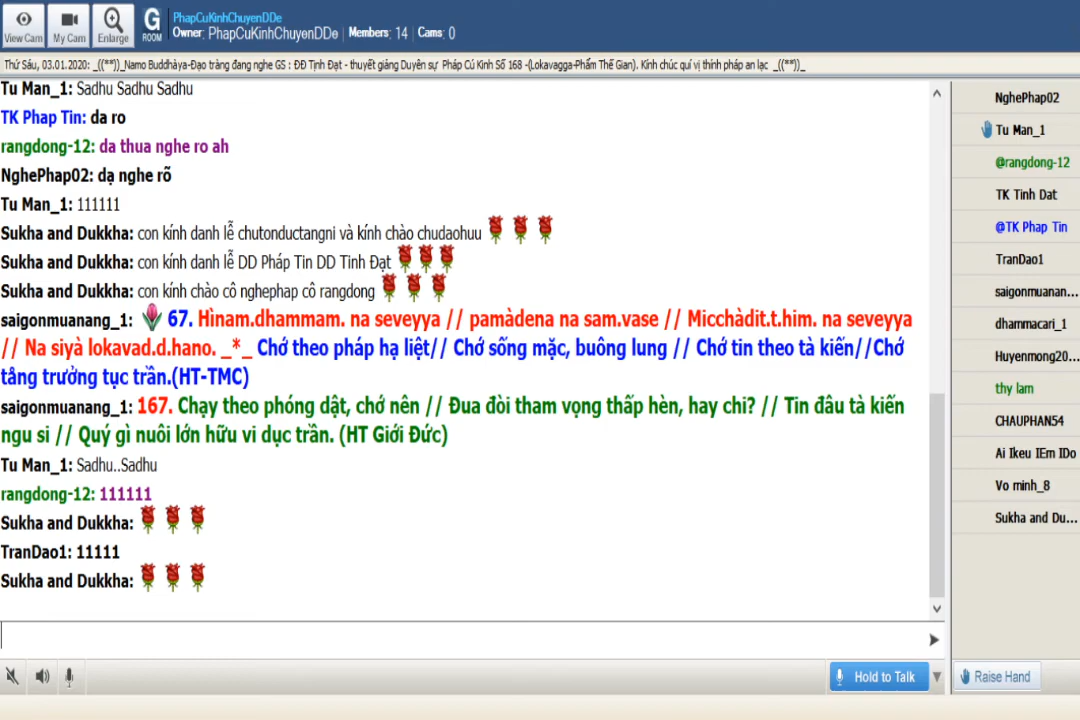 PhapCuKinhChuyenDDe
G
ROOM
Owner: PhapCuKinhChuyenDDe | Members: 14 | Cams: 0
View Cam
My Cam
Enlarge
Thứ Sáu, 03.01.2020: _((**))_Namo Buddhàya-Đạo tràng đang nghe GS : ĐĐ Tịnh Đạt - thuyết giảng Duyên sự Pháp Cú Kinh Số 168 -(Lokavagga-Phẩm Thế Gian). Kính chúc quí vị thính pháp an lạc _((**))_
Tu Man_1: Sadhu Sadhu Sadhu
TK Phap Tin: da ro
rangdong-12: da thua nghe ro ah
NghePhap02: dạ nghe rõ
Tu Man_1: 111111
Sukha and Dukkha: con kính danh lễ chutonductangni và kính chào chudaohuu
Sukha and Dukkha: con kính danh lễ DD Pháp Tin DD Tinh Đạt
Sukha and Dukkha: con kính chào cô nghephap cô rangdong
saigonmuanang_1: 67. Hìnam.dhammam. na seveyya // pamàdena na sam.vase // Micchàdit.t.him. na seveyya
// Na siyà lokavad.d.hano. _*_ Chớ theo pháp hạ liệt// Chớ sống mặc, buông lung // Chớ tin theo tà kiến//Chớ
tăng trưởng tục trần.(HT-TMC)
saigonmuanang_1: 167. Chạy theo phóng dật, chớ nên // Đua đòi tham vọng thấp hèn, hay chi? // Tin đâu tà kiến
ngu si // Quý gì nuôi lớn hữu vi dục trần. (HT Giới Đức)
Tu Man_1: Sadhu..Sadhu
rangdong-12: 111111
Sukha and Dukkha:
TranDao1: 11111
Sukha and Dukkha:
NghePhap02
Tu Man_1
@rangdong-12
TK Tinh Dat
@TK Phap Tin
TranDao1
saigonmuanan...
dhammacari_1
Huyenmong20...
thy lam
CHAUPHAN54
Ai Ikeu IEm IDo
Vo minh_8
Sukha and Du...
Hold to Talk
Raise Hand